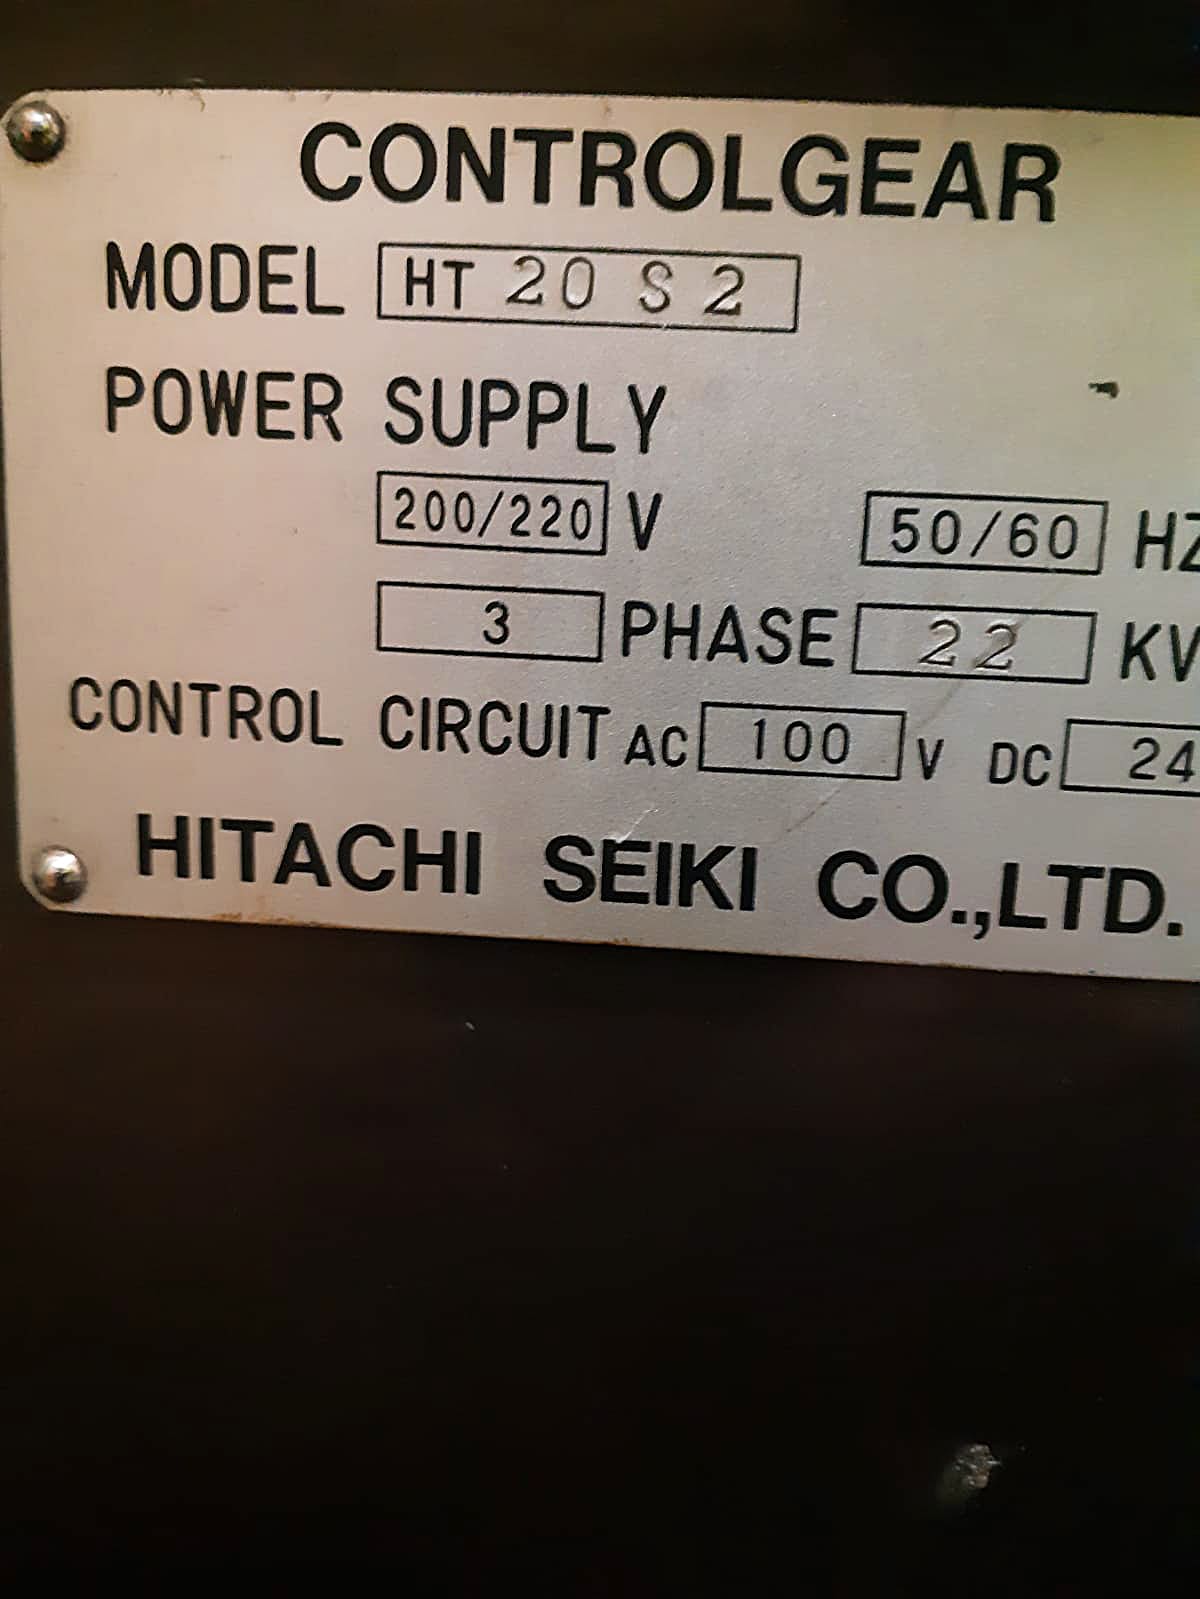 CONTROLGEAR
MODEL HT 20 S 2
POWER SUPPLY
200/220 V 50/60 HZ
3 PHASE 22 KV
CONTROL CIRCUIT AC 100 V DC 24
HITACHI SEIKI CO.,LTD.